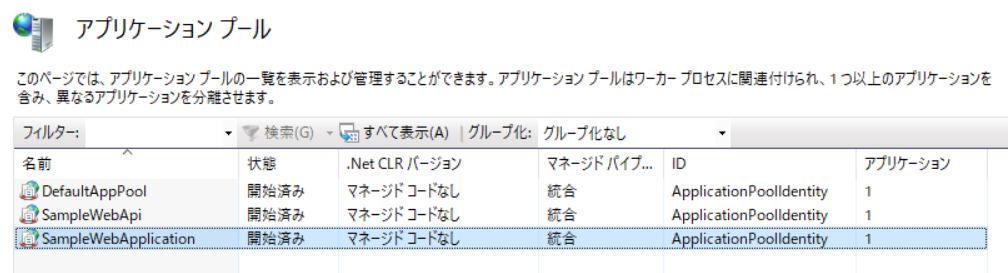 アプリケーション プール
このページでは、アプリケーション プールの一覧を表示および管理することができます。アプリケーション プールはワーカー プロセスに関連付けられ、1 つ以上のアプリケーションを
含み、異なるアプリケーションを分離させます。
フィルター: 検索(G) すべて表示(A) グループ化: グループ化なし
名前 状態 .Net CLR バージョン マネージド パイプ... ID アプリケーション
DefaultAppPool 開始済み マネージド コードなし 統合 ApplicationPoolIdentity 1
SampleWebApi 開始済み マネージド コードなし 統合 ApplicationPoolIdentity 1
SampleWebApplication 開始済み マネージド コードなし 統合 ApplicationPoolIdentity 1